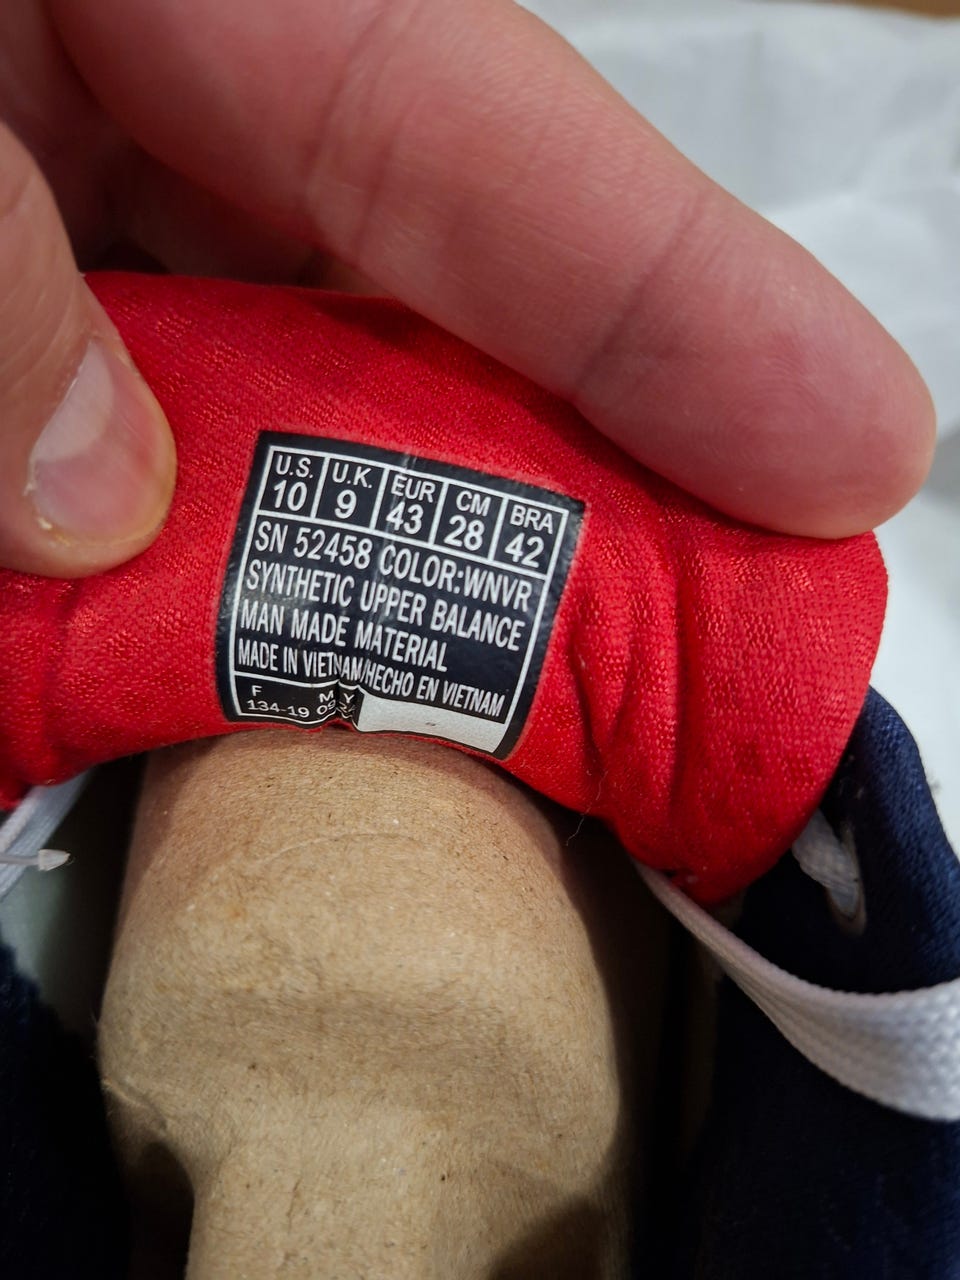 U.S. U.K. EUR CM BRA
10 9 43 28 42
SN 52458 COLOR:WNVR
SYNTHETIC UPPER BALANCE
MAN MADE MATERIAL
MADE IN VIETNAM/HECHO EN VIETNAM
F M Y
134-19 09